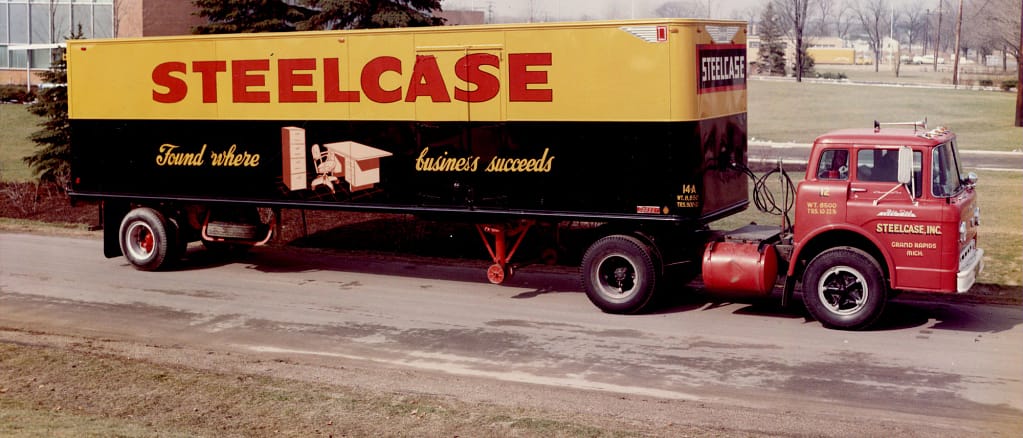 STEELCASE
STEELCASE
Found where
business succeeds
14-A
12
WT. 8500
STEELCASE, INC.
GRAND RAPIDS
MICH.